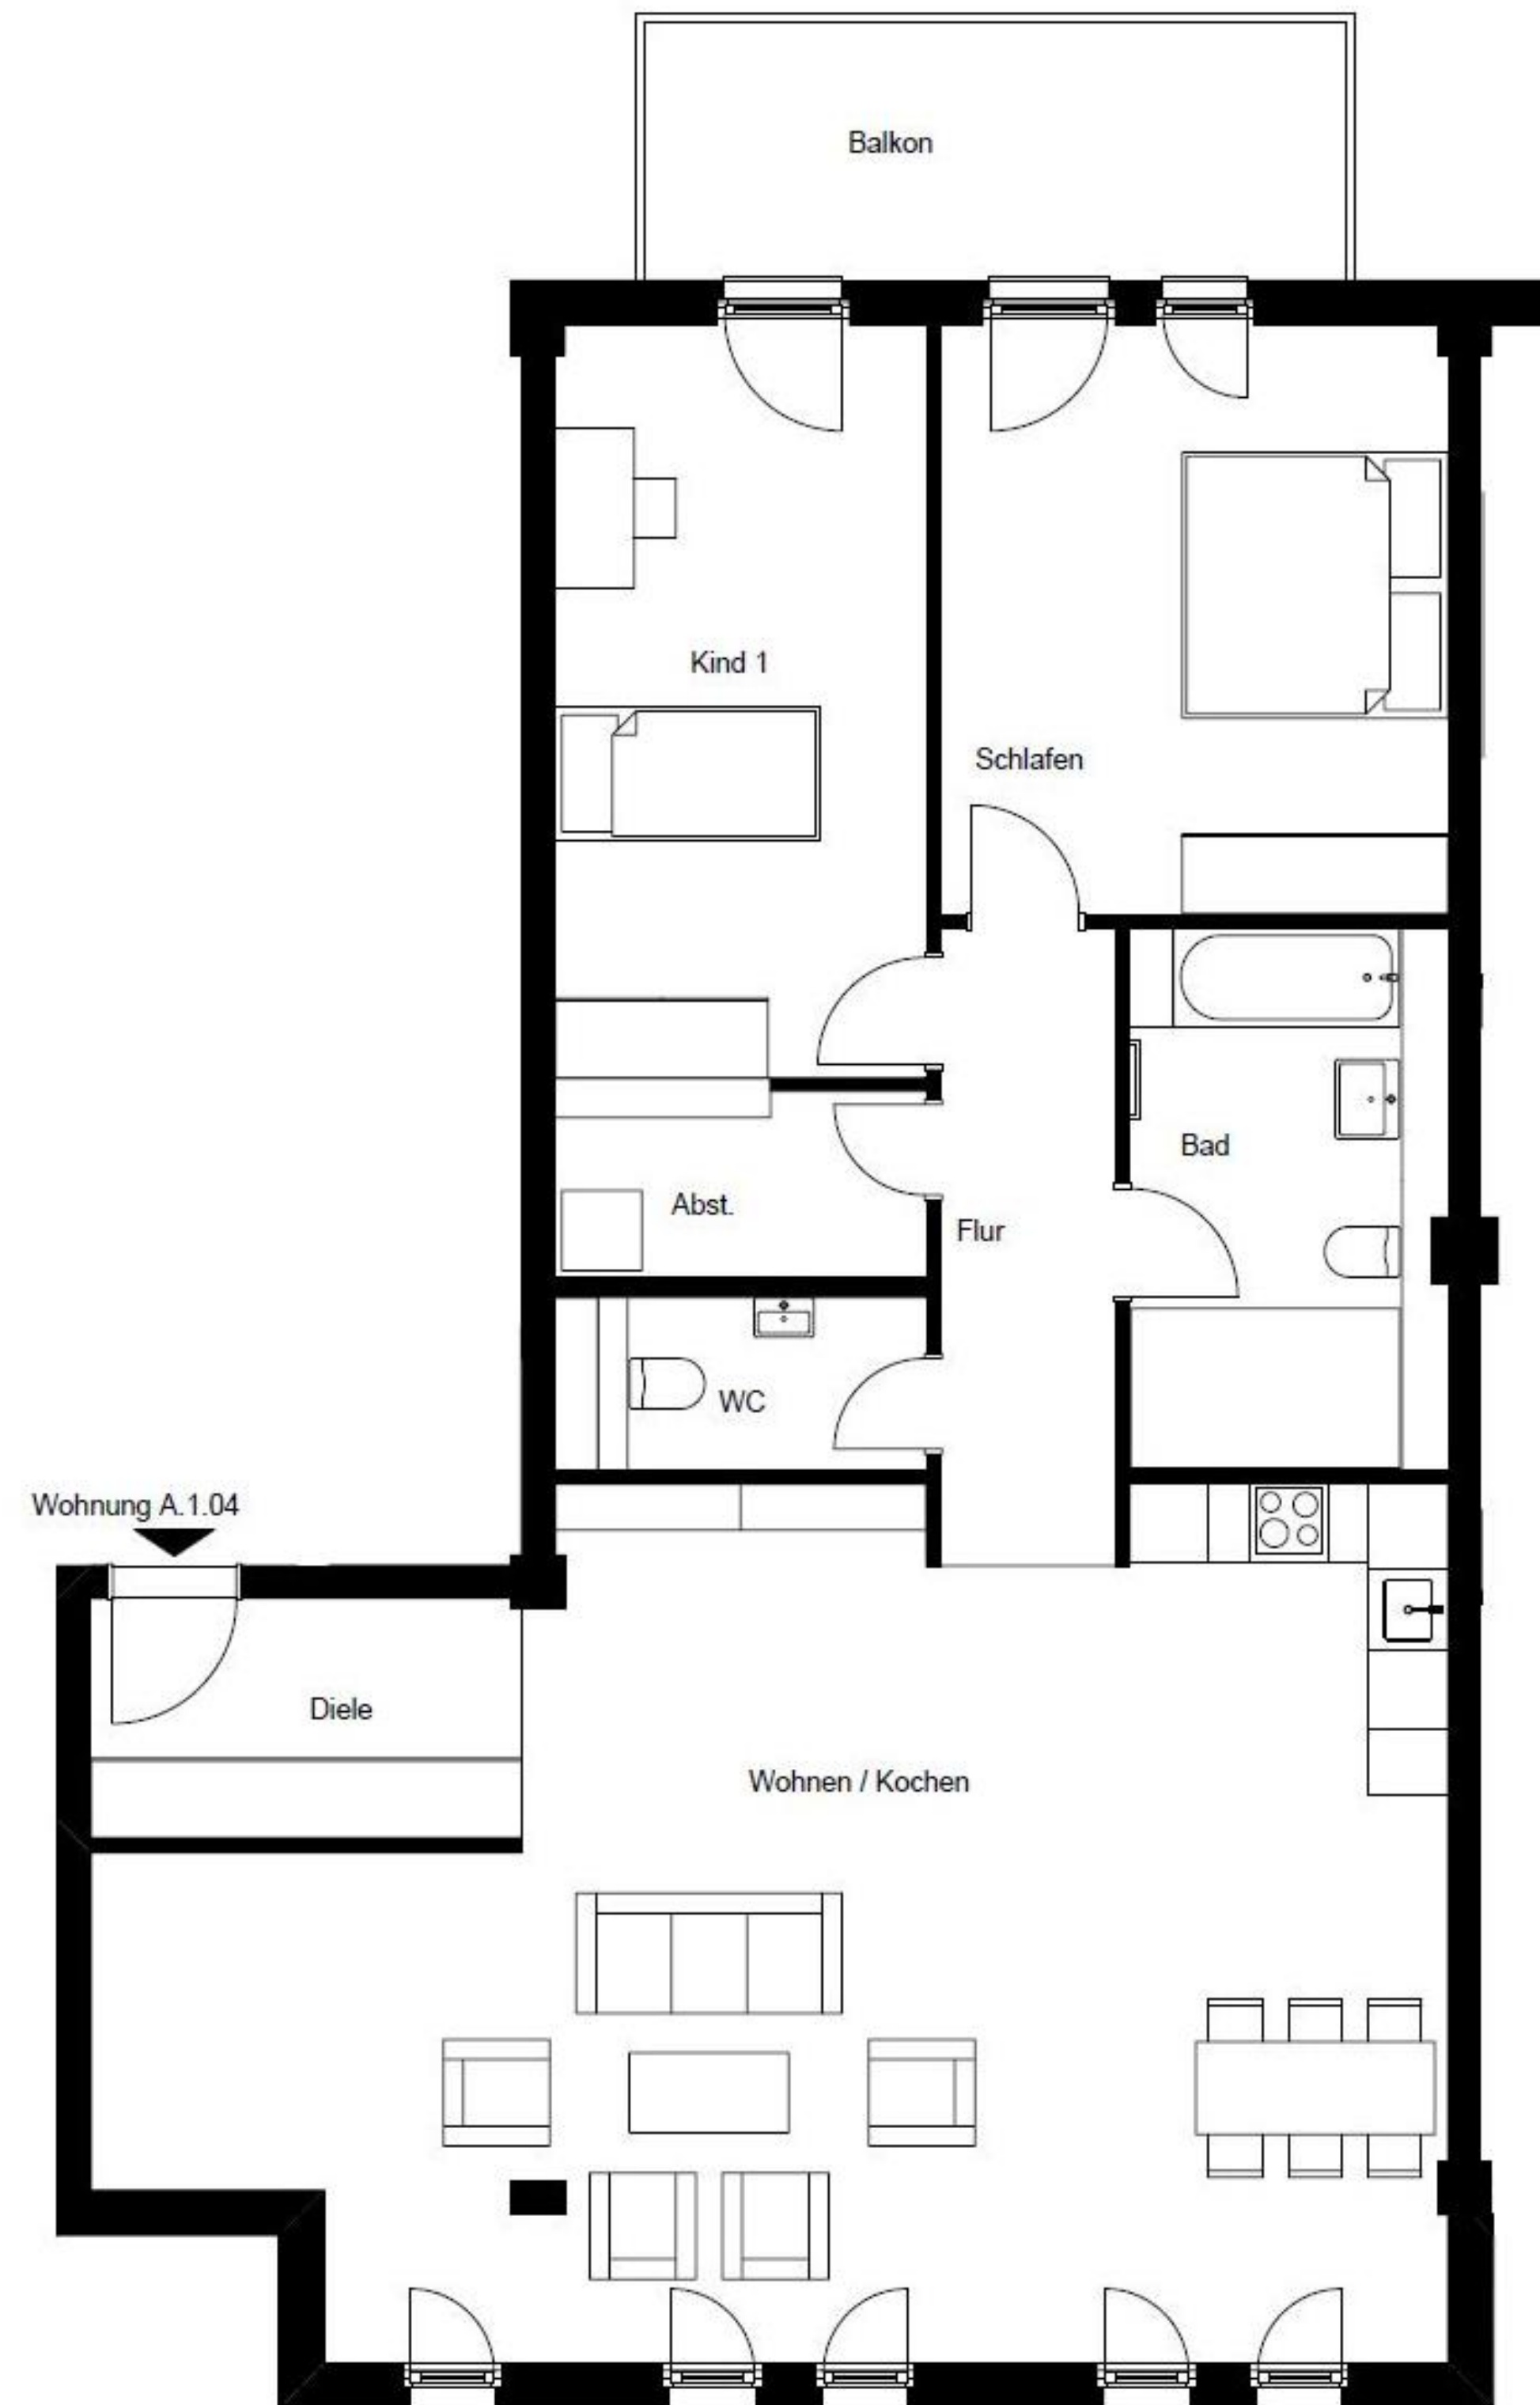 Balkon
Kind 1
Schlafen
Bad
Abst.
Flur
WC
Wohnung A.1.04
Diele
Wohnen / Kochen